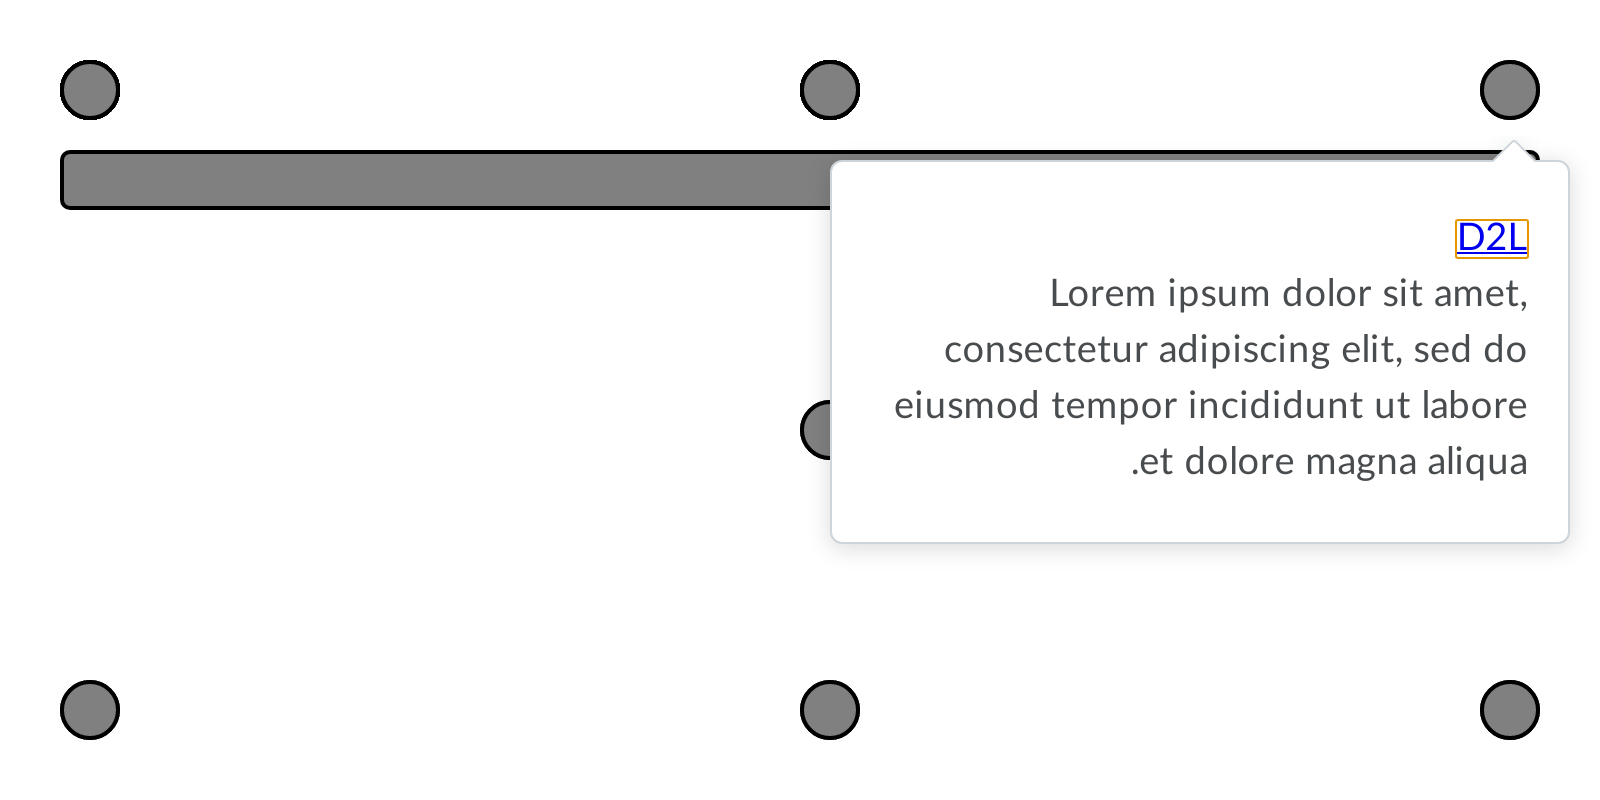 D2L
Lorem ipsum dolor sit amet,
consectetur adipiscing elit, sed do
eiusmod tempor incididunt ut labore
.et dolore magna aliqua